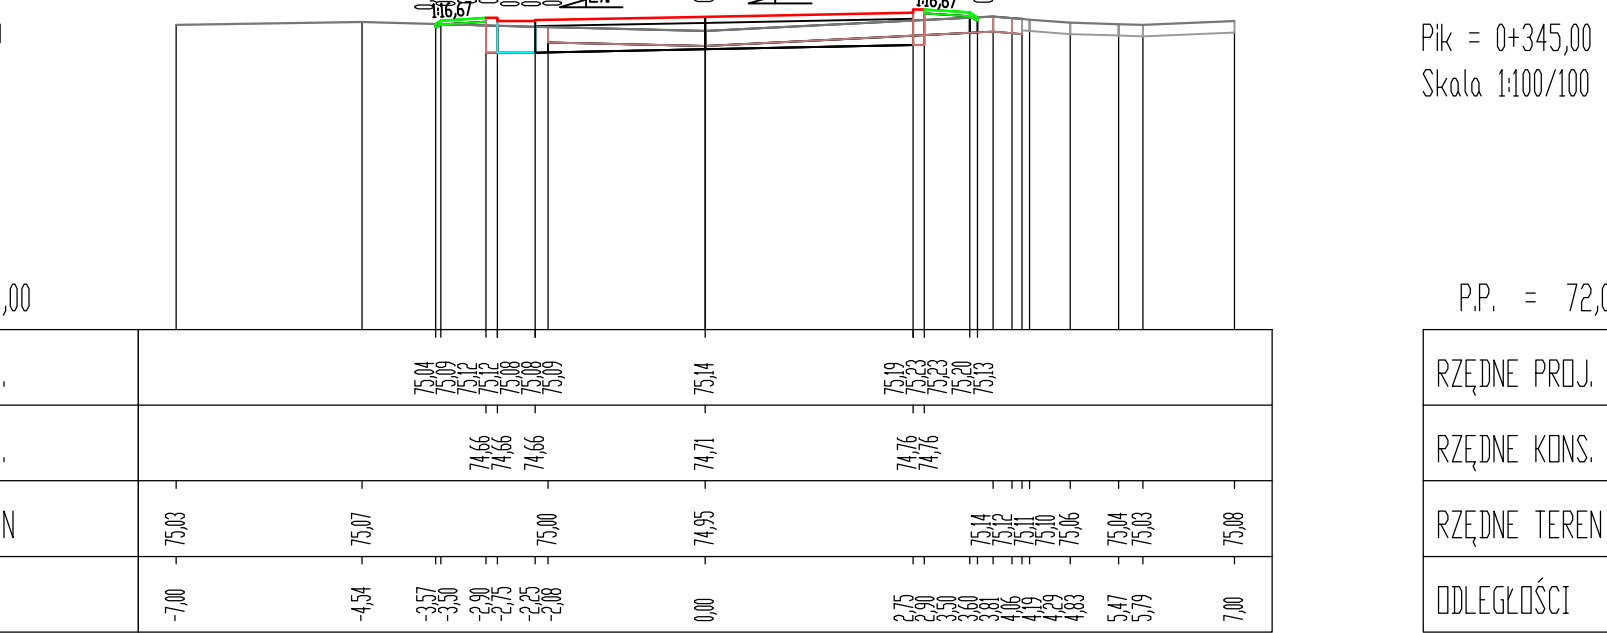 1:16,67
1:16,67
Pik = 0+345,00
Skala 1:100/100
,00
P.P. = 72,0
75,04 75,09 75,12 75,12 75,12 75,08 75,08 75,09 75,14 75,19 75,23 75,23 75,20 75,13
RZĘDNE PROJ.
74,66 74,66 74,66 74,71 74,76 74,76
RZĘDNE KONS.
N
75,03 75,07 75,00 74,95 75,14 75,12 75,12 75,11 75,10 75,06 75,04 75,03 75,08
RZĘDNE TEREN
-7,00 -4,54 -3,57 -3,50 -2,90 -2,75 -2,25 -2,08 0,00 2,75 2,90 3,50 3,60 3,81 4,06 4,19 4,29 4,83 5,47 5,79 7,00
ODLEGŁOŚCI